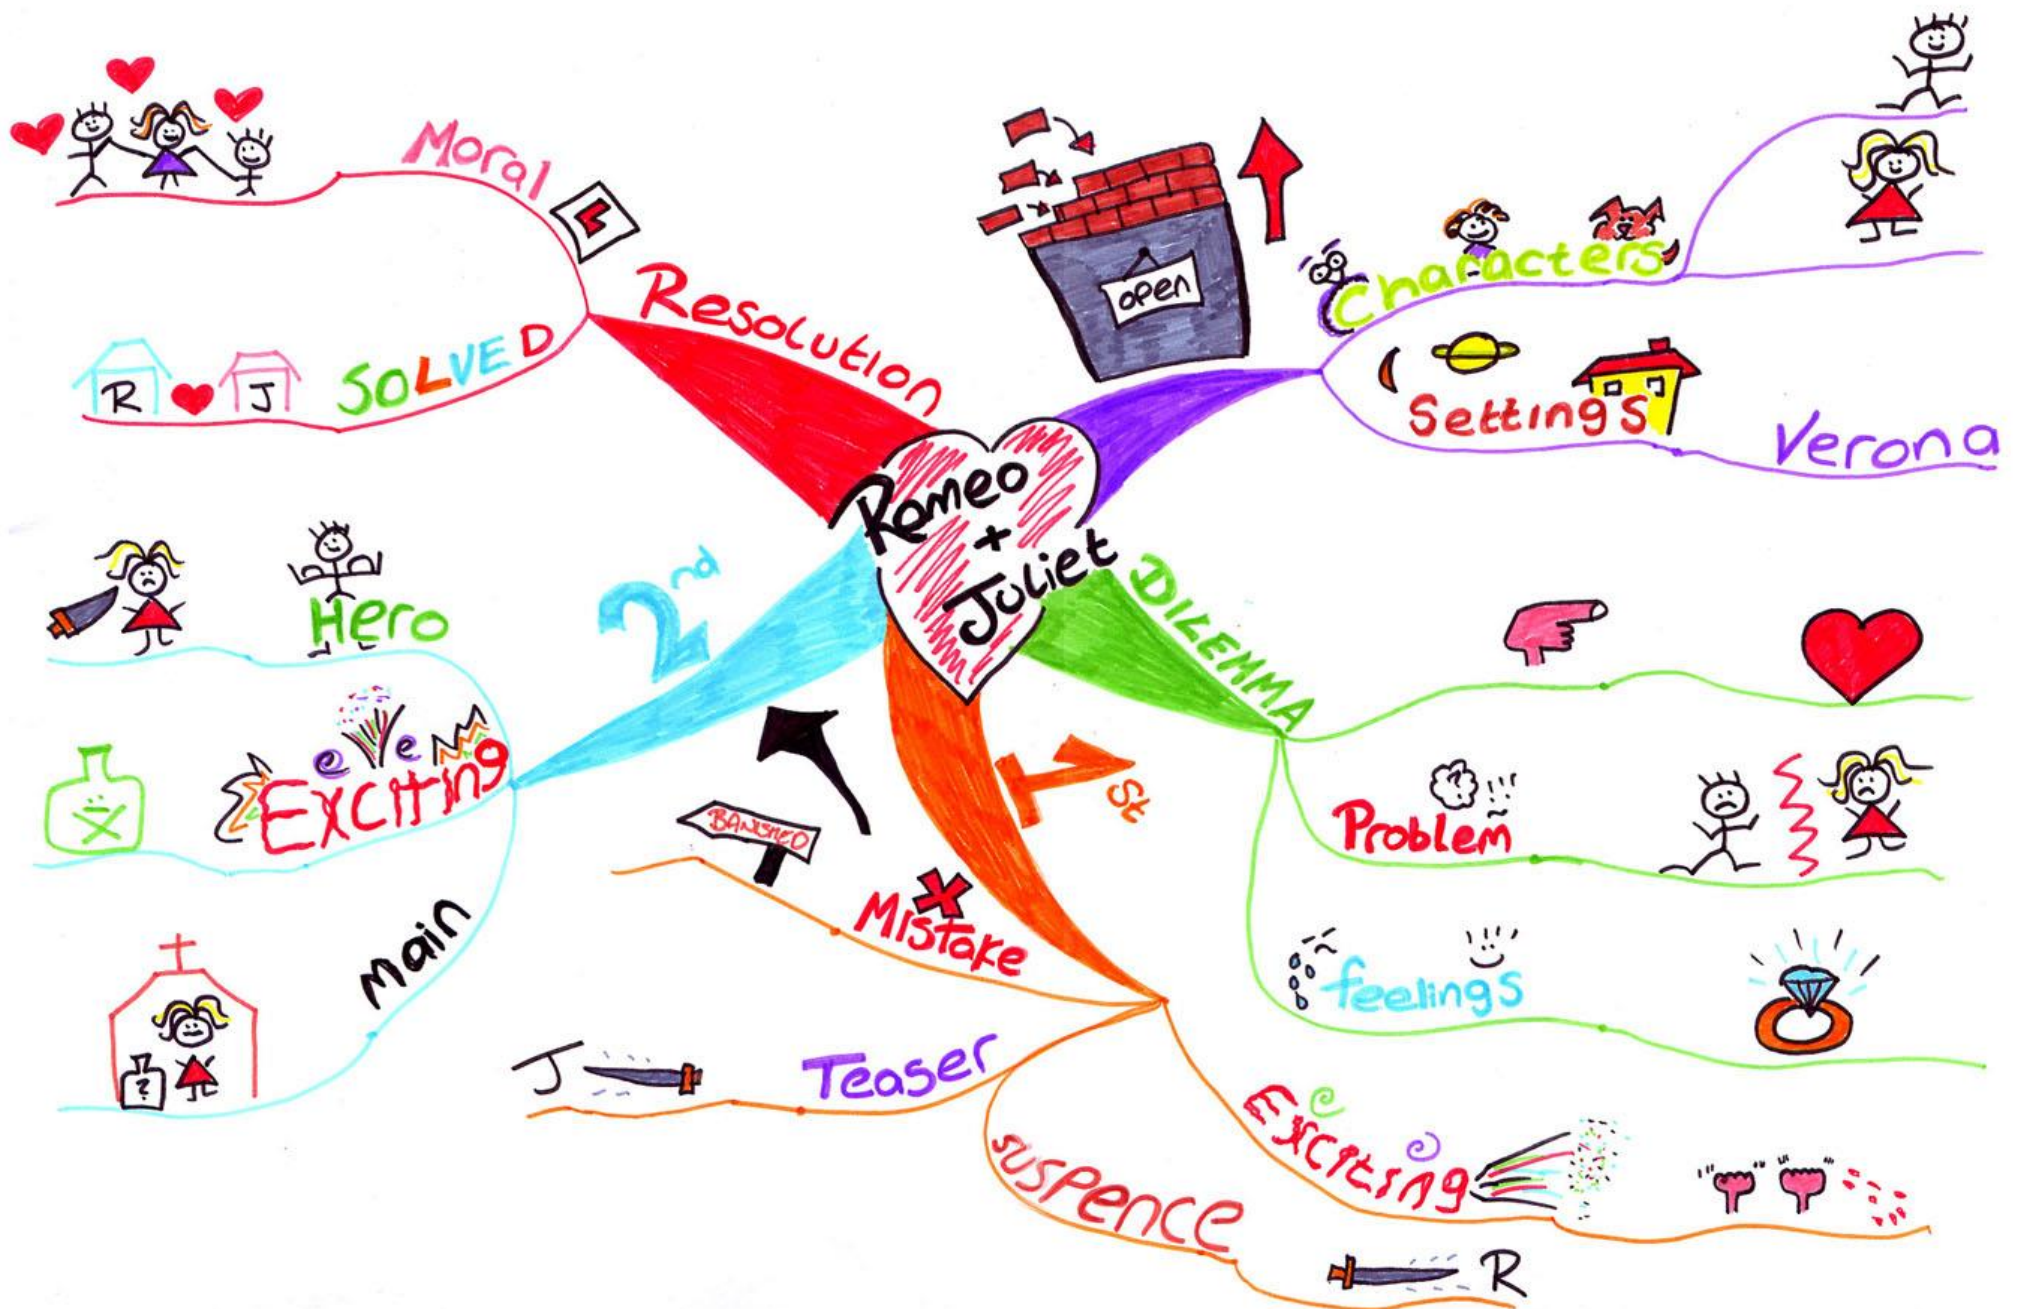 Romeo
+
Juliet
open
Characters
Settings
Verona
DILEMMA
Problem
?
feelings
1st
Exciting
e
e
suspence
R
Teaser
J
Mistake
BANISHED
2nd
Hero
Exciting
e
e
Main
?
Resolution
Moral
SOLVED
R
J